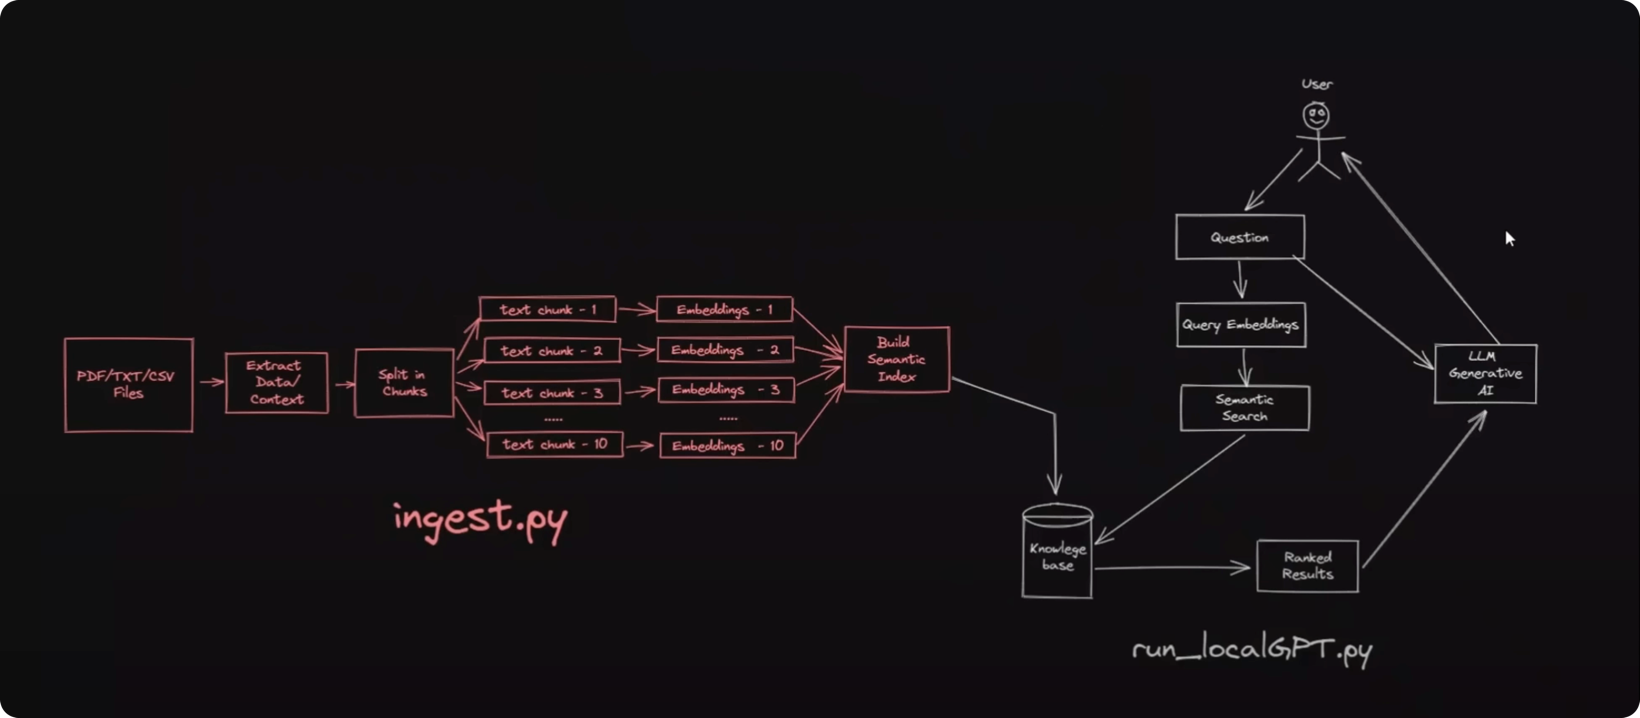 User
Question
Query Embeddings
Semantic
Search
LLM
Generative
AI
PDF/TXT/CSV
Files
Extract
Data/
Context
Split in
Chunks
text chunk - 1
text chunk - 2
text chunk - 3
.....
text chunk - 10
Embeddings - 1
Embeddings - 2
Embeddings - 3
.....
Embeddings - 10
Build
Semantic
Index
ingest.py
Knowlege
base
Ranked
Results
run_localGPT.py